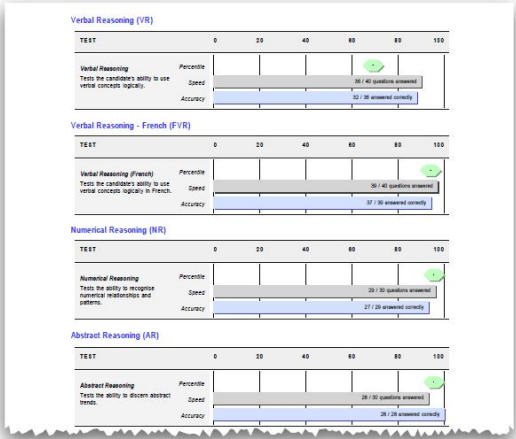 Verbal Reasoning (VR)
TEST 0 20 40 60 80 100
Verbal Reasoning
Tests the candidate's ability to use
verbal concepts logically.
Percentile
Speed 36 / 40 questions answered
Accuracy 32 / 36 answered correctly
Verbal Reasoning - French (FVR)
TEST 0 20 40 60 80 100
Verbal Reasoning (French)
Tests the candidate's ability to use
verbal concepts logically in French.
Percentile
Speed 39 / 40 questions answered
Accuracy 37 / 39 answered correctly
Numerical Reasoning (NR)
TEST 0 20 40 60 80 100
Numerical Reasoning
Tests the ability to recognise
numerical relationships and
patterns.
Percentile
Speed 29 / 30 questions answered
Accuracy 27 / 29 answered correctly
Abstract Reasoning (AR)
TEST 0 20 40 60 80 100
Abstract Reasoning
Tests the ability to discern abstract
trends.
Percentile
Speed 28 / 30 questions answered
Accuracy 28 / 28 answered correctly